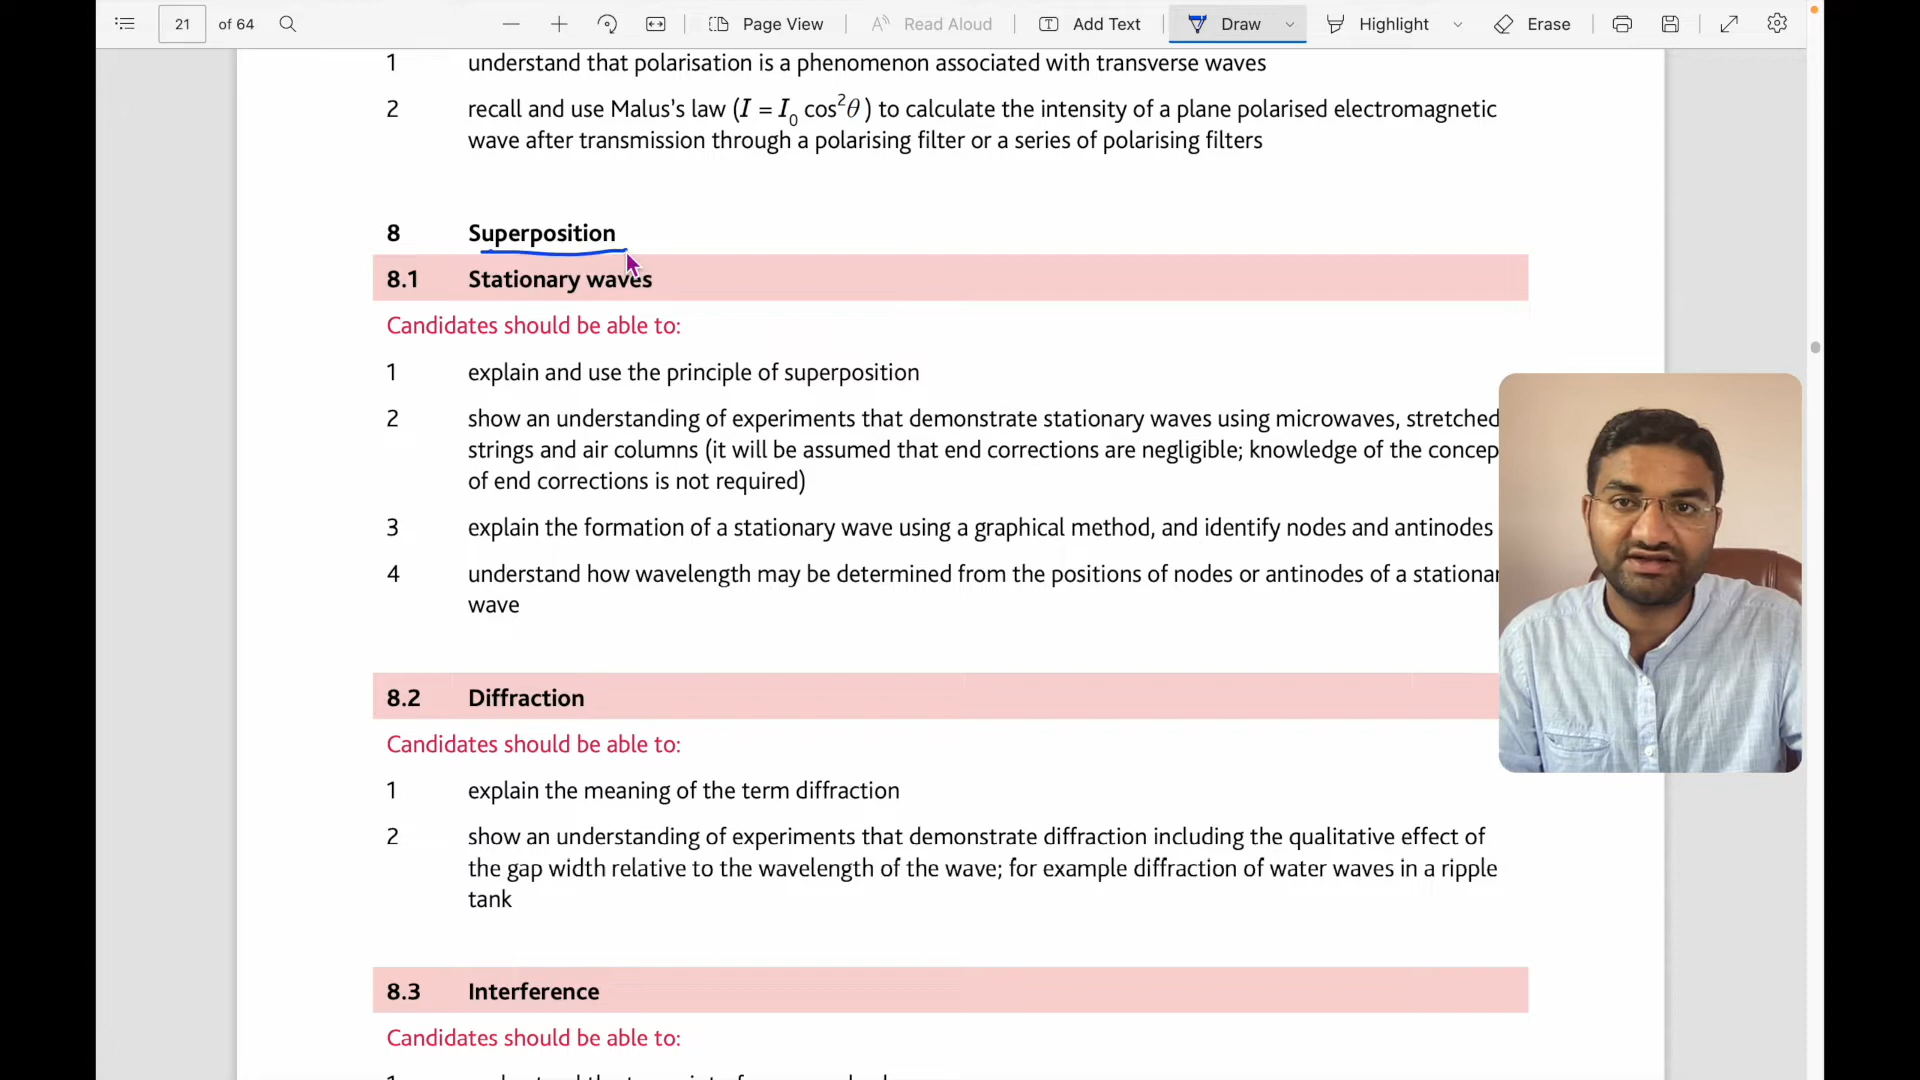 21 of 64 Page View Read Aloud Add Text Draw Highlight Erase
1 understand that polarisation is a phenomenon associated with transverse waves
2 recall and use Malus's law (I = I₀ cos²θ) to calculate the intensity of a plane polarised electromagnetic
wave after transmission through a polarising filter or a series of polarising filters
8 Superposition
8.1 Stationary waves
Candidates should be able to:
1 explain and use the principle of superposition
2 show an understanding of experiments that demonstrate stationary waves using microwaves, stretched
strings and air columns (it will be assumed that end corrections are negligible; knowledge of the concep
of end corrections is not required)
3 explain the formation of a stationary wave using a graphical method, and identify nodes and antinodes
4 understand how wavelength may be determined from the positions of nodes or antinodes of a stationar
wave
8.2 Diffraction
Candidates should be able to:
1 explain the meaning of the term diffraction
2 show an understanding of experiments that demonstrate diffraction including the qualitative effect of
the gap width relative to the wavelength of the wave; for example diffraction of water waves in a ripple
tank
8.3 Interference
Candidates should be able to: